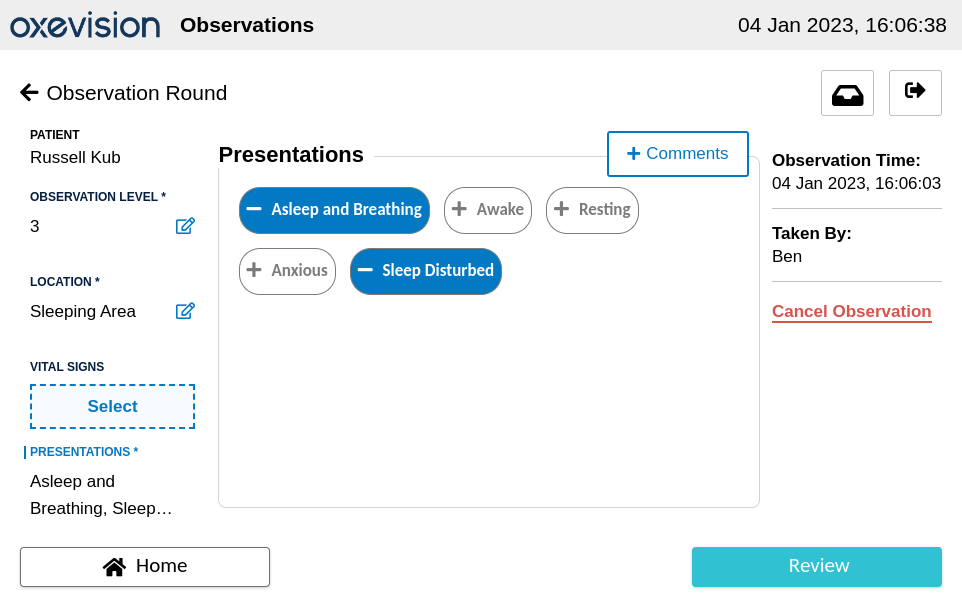 oxevision
Observations
04 Jan 2023, 16:06:38
Observation Round
PATIENT
Russell Kub
OBSERVATION LEVEL *
3
LOCATION *
Sleeping Area
VITAL SIGNS
Select
PRESENTATIONS *
Asleep and
Breathing, Sleep…
Presentations
+ Comments
− Asleep and Breathing
+ Awake
+ Resting
+ Anxious
− Sleep Disturbed
Observation Time:
04 Jan 2023, 16:06:03
Taken By:
Ben
Cancel Observation
Home
Review